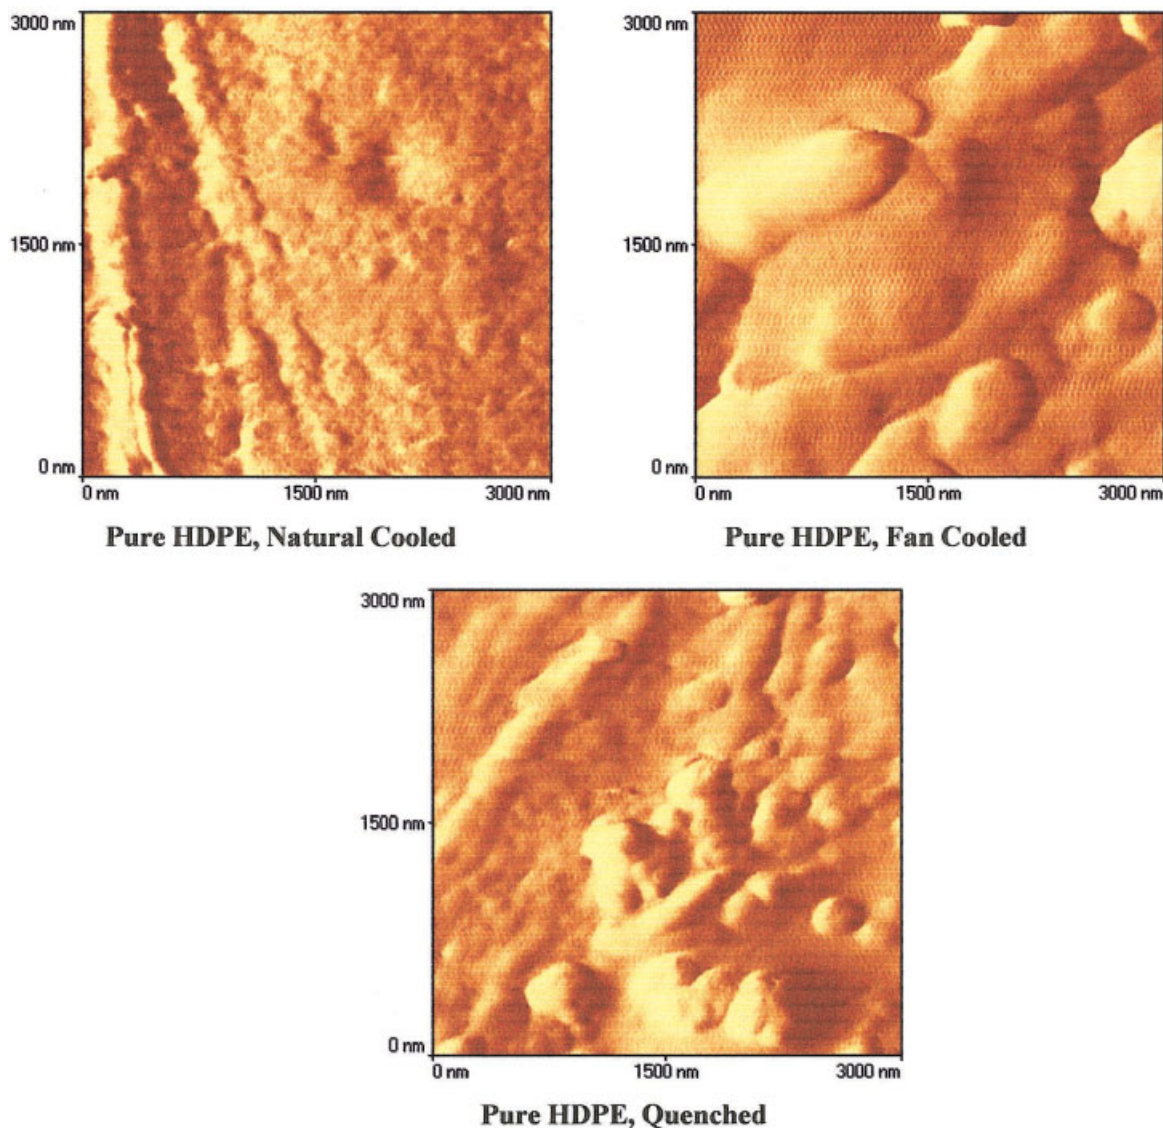 3000 nm
1500 nm
0 nm
0 nm 1500 nm 3000 nm
Pure HDPE, Natural Cooled
3000 nm
1500 nm
0 nm
0 nm 1500 nm 3000 nm
Pure HDPE, Fan Cooled
3000 nm
1500 nm
0 nm
0 nm 1500 nm 3000 nm
Pure HDPE, Quenched